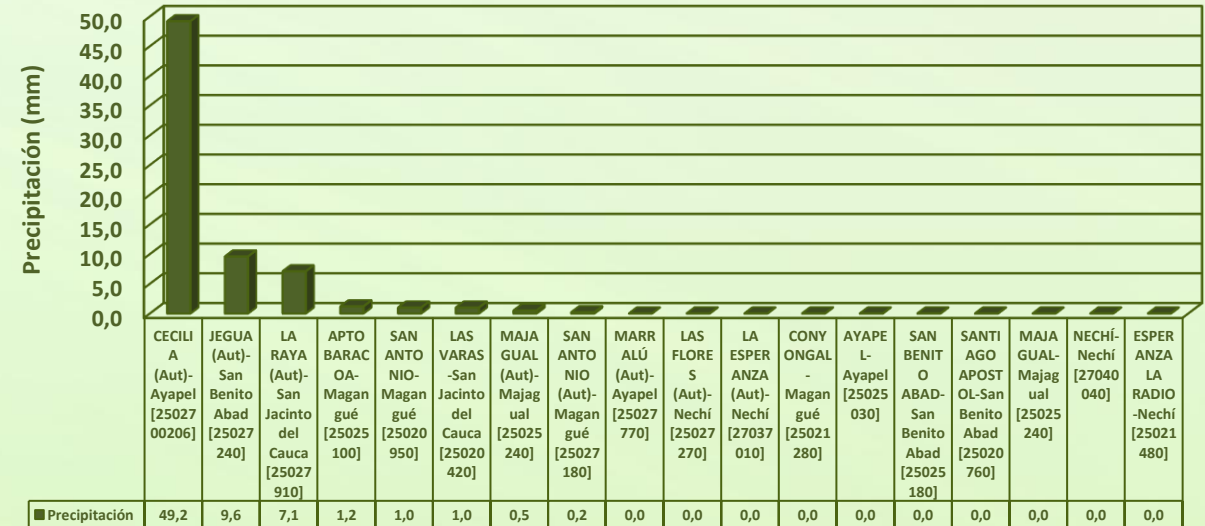 Precipitación (mm)
50,0
45,0
40,0
35,0
30,0
25,0
20,0
15,0
10,0
5,0
0,0
CECILI
A
(Aut)-
Ayapel
[25027
00206]
JEGUA
(Aut)-
San
Benito
Abad
[25027
240]
LA
RAYA
(Aut)-
San
Jacinto
del
Cauca
[25027
910]
APTO
BARAC
OA-
Magan
gué
[25025
100]
SAN
ANTO
NIO-
Magan
gué
[25020
950]
LAS
VARAS
-San
Jacinto
del
Cauca
[25020
420]
MAJA
GUAL
(Aut)-
Majag
ual
[25025
240]
SAN
ANTO
NIO
(Aut)-
Magan
gué
[25027
180]
MARR
ALÚ
(Aut)-
Ayapel
[25027
770]
LAS
FLORE
S
(Aut)-
Nechí
[25027
270]
LA
ESPER
ANZA
(Aut)-
Nechí
[27037
010]
CONY
ONGAL
-
Magan
gué
[25021
280]
AYAPE
L-
Ayapel
[25025
030]
SAN
BENIT
O
ABAD-
San
Benito
Abad
[25025
180]
SANTI
AGO
APOST
OL-San
Benito
Abad
[25020
760]
MAJA
GUAL-
Majag
ual
[25025
240]
NECHÍ-
Nechí
[27040
040]
ESPER
ANZA
LA
RADIO
-Nechí
[25021
480]
Precipitación 49,2 9,6 7,1 1,2 1,0 1,0 0,5 0,2 0,0 0,0 0,0 0,0 0,0 0,0 0,0 0,0 0,0 0,0